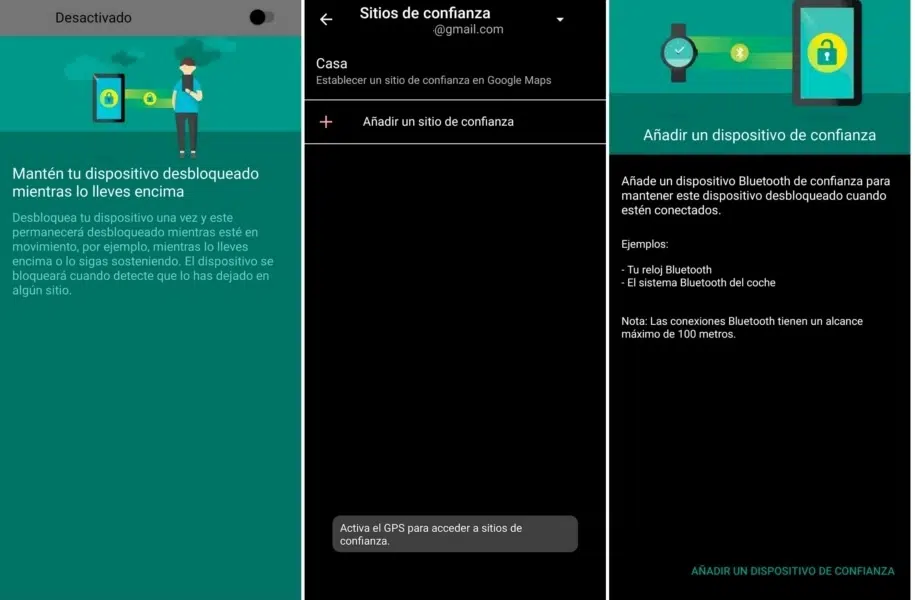 Desactivado
Mantén tu dispositivo desbloqueado
mientras lo lleves encima
Desbloquea tu dispositivo una vez y este
permanecerá desbloqueado mientras esté en
movimiento, por ejemplo, mientras lo lleves
encima o lo sigas sosteniendo. El dispositivo se
bloqueará cuando detecte que lo has dejado en
algún sitio.
Sitios de confianza
@gmail.com
Casa
Establecer un sitio de confianza en Google Maps
+ Añadir un sitio de confianza
Activa el GPS para acceder a sitios de
confianza.
Añadir un dispositivo de confianza
Añade un dispositivo Bluetooth de confianza para
mantener este dispositivo desbloqueado cuando
estén conectados.
Ejemplos:
- Tu reloj Bluetooth
- El sistema Bluetooth del coche
Nota: Las conexiones Bluetooth tienen un alcance
máximo de 100 metros.
AÑADIR UN DISPOSITIVO DE CONFIANZA